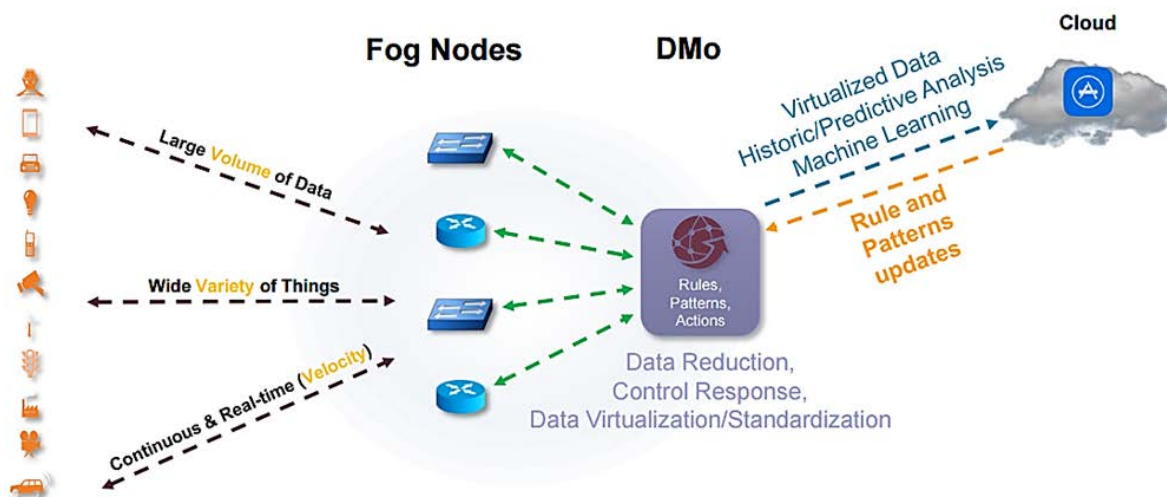 Cloud
Fog Nodes
DMo
Virtualized Data
Historic/Predictive Analysis
Machine Learning
Rule and
Patterns
updates
Large Volume of Data
Wide Variety of Things
Continuous & Real-time (Velocity)
Rules,
Patterns,
Actions
Data Reduction,
Control Response,
Data Virtualization/Standardization